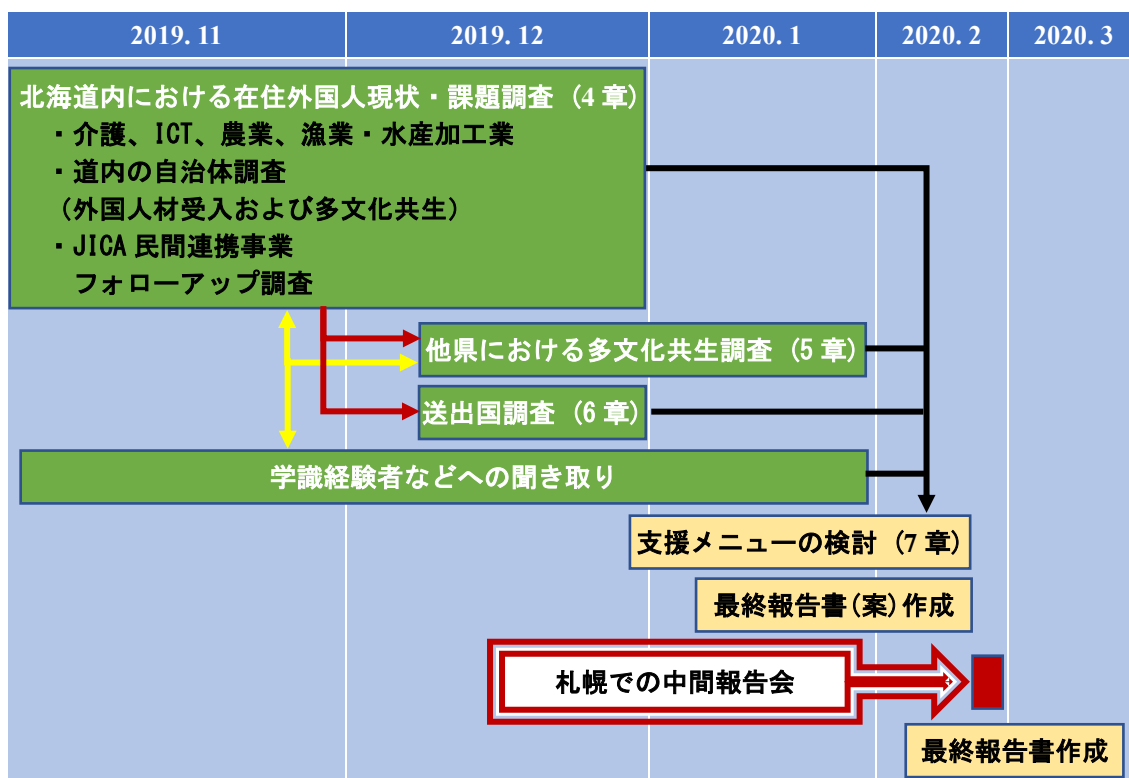 2019. 11
2019. 12
2020. 1
2020. 2
2020. 3
北海道内における在住外国人現状・課題調査 (4 章)
・介護、ICT、農業、漁業・水産加工業
・道内の自治体調査
(外国人材受入および多文化共生)
・JICA 民間連携事業
フォローアップ調査
他県における多文化共生調査 (5 章)
送出国調査 (6 章)
学識経験者などへの聞き取り
支援メニューの検討 (7 章)
最終報告書(案)作成
札幌での中間報告会
最終報告書作成